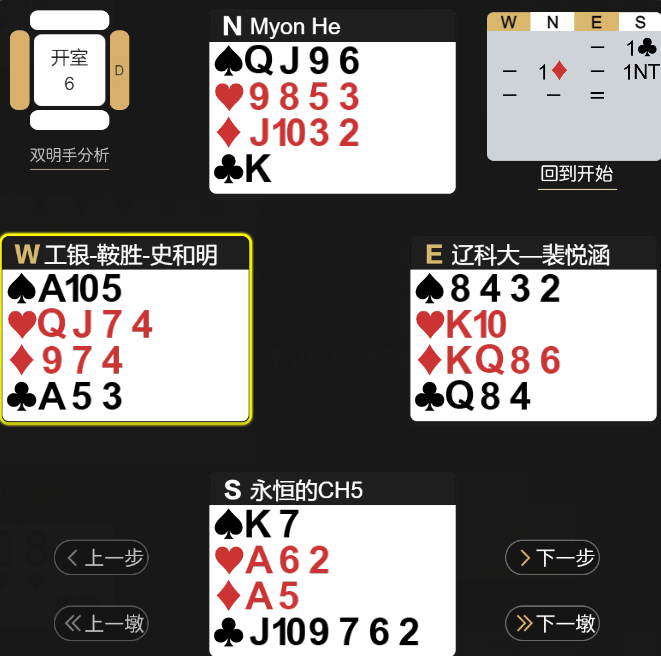 开室
6
D
双明手分析
N Myon He
♠QJ96
♥9853
♦J1032
♣K
W N E S
– 1♣
– 1♦ – 1NT
– – =
回到开始
W 工银-鞍胜-史和明
♠A105
♥QJ74
♦974
♣A53
E 辽科大—裴悦涵
♠8432
♥K10
♦KQ86
♣Q84
S 永恒的CH5
♠K7
♥A62
♦A5
♣J109762
上一步
下一步
上一墩
下一墩